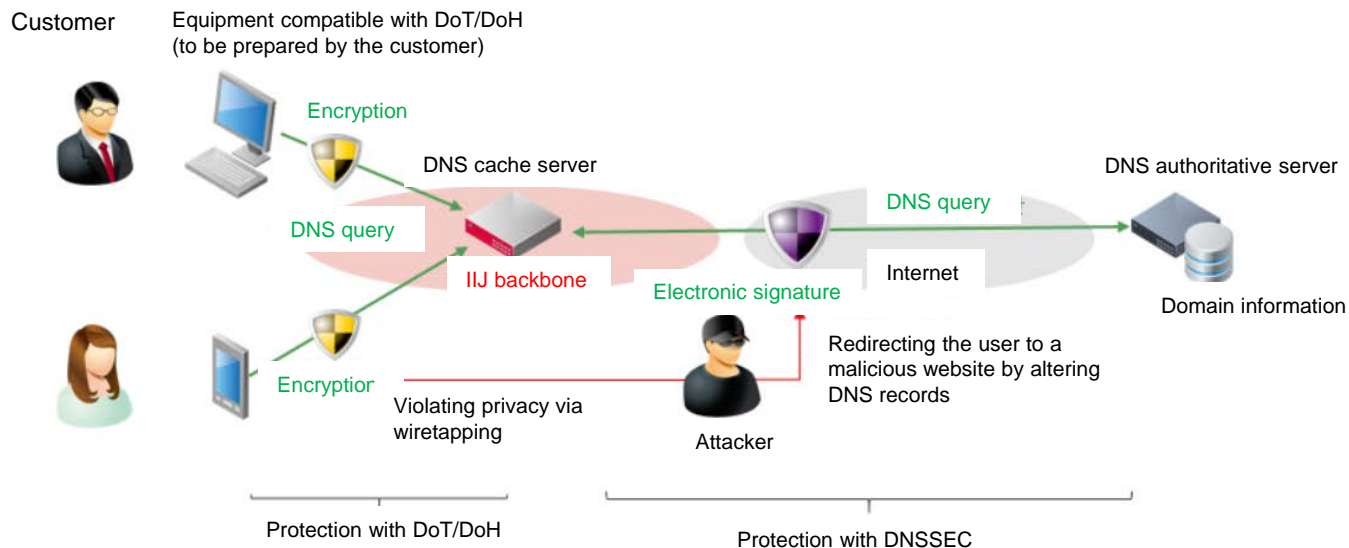 Customer
Equipment compatible with DoT/DoH
(to be prepared by the customer)
Encryption
DNS cache server
DNS authoritative server
DNS query
DNS query
IIJ backbone
Internet
Electronic signature
Domain information
Encryption
Violating privacy via
wiretapping
Redirecting the user to a
malicious website by altering
DNS records
Attacker
Protection with DoT/DoH
Protection with DNSSEC